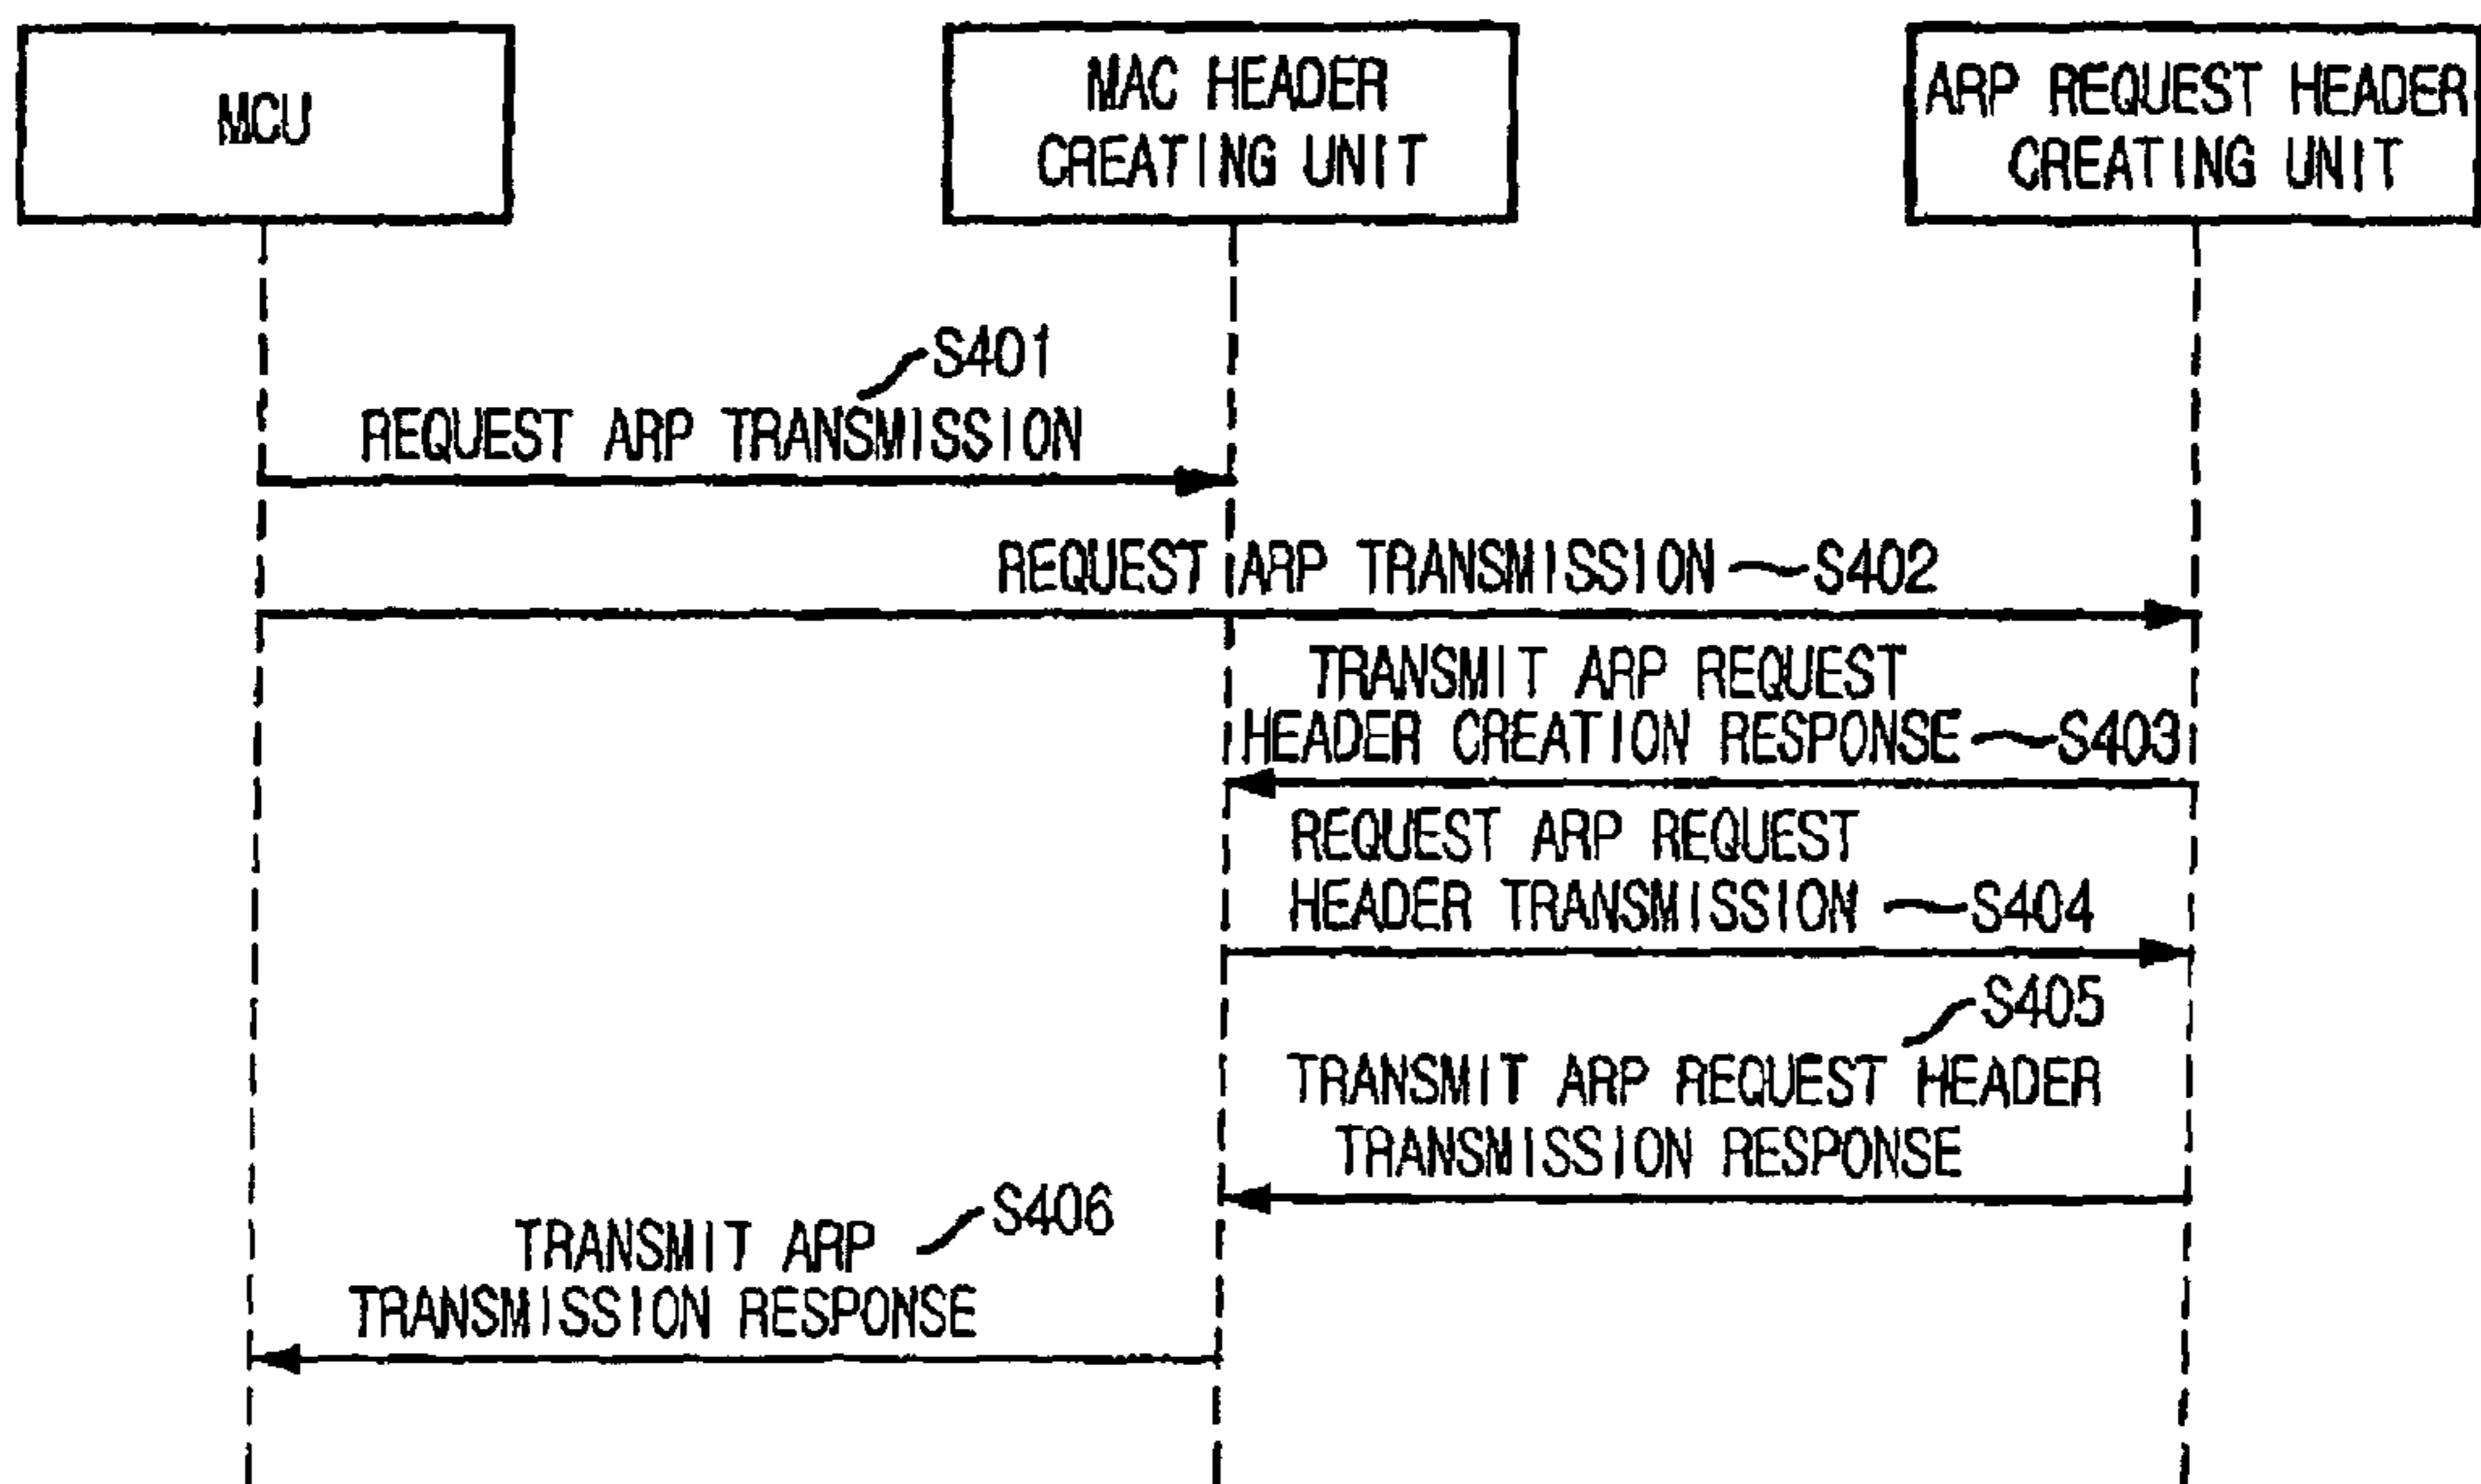 MCU
MAC HEADER
CREATING UNIT
ARP REQUEST HEADER
CREATING UNIT
S401
REQUEST ARP TRANSMISSION
REQUEST ARP TRANSMISSION S402
TRANSMIT ARP REQUEST
HEADER CREATION RESPONSE S403
REQUEST ARP REQUEST
HEADER TRANSMISSION S404
S405
TRANSMIT ARP REQUEST HEADER
TRANSMISSION RESPONSE
S406
TRANSMIT ARP
TRANSMISSION RESPONSE